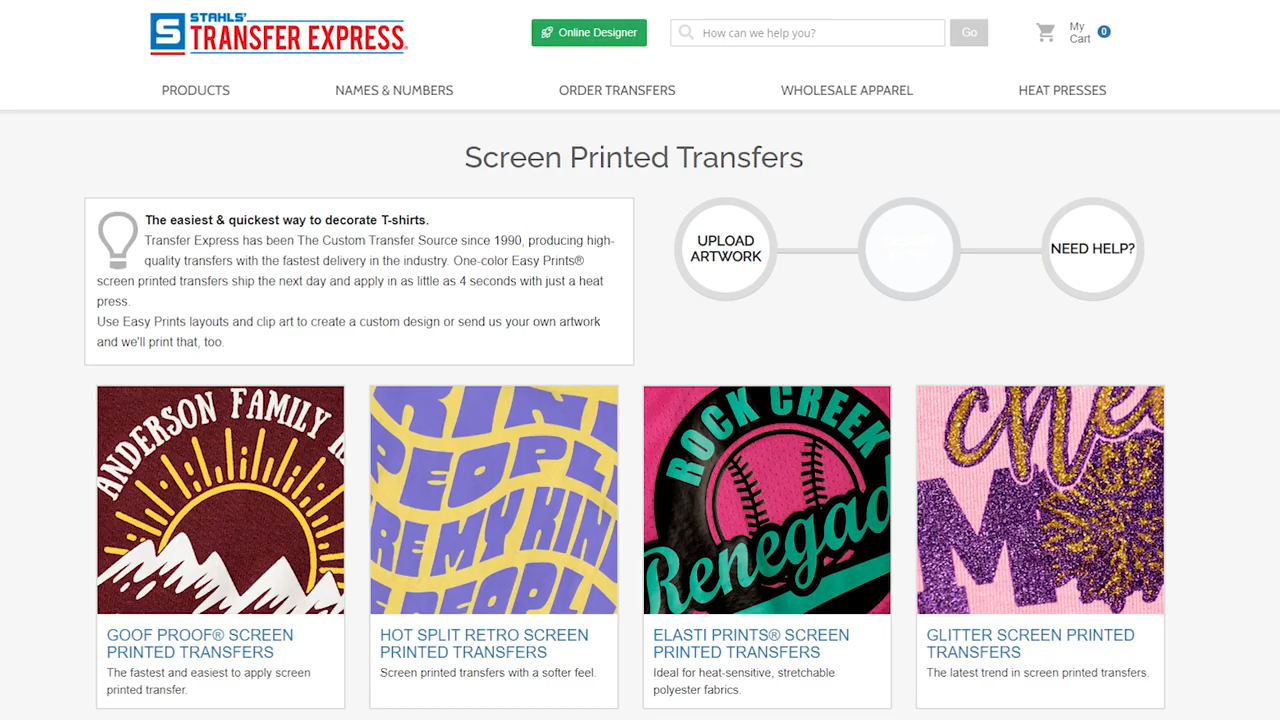 S STAHLS'
TRANSFER EXPRESS®
Online Designer
How can we help you?
Go
My
Cart
0
PRODUCTS
NAMES & NUMBERS
ORDER TRANSFERS
WHOLESALE APPAREL
HEAT PRESSES
Screen Printed Transfers
The easiest & quickest way to decorate T-shirts.
Transfer Express has been The Custom Transfer Source since 1990, producing high-
quality transfers with the fastest delivery in the industry. One-color Easy Prints®
screen printed transfers ship the next day and apply in as little as 4 seconds with just a heat
press.
Use Easy Prints layouts and clip art to create a custom design or send us your own artwork
and we'll print that, too.
UPLOAD
ARTWORK
NEED HELP?
ANDERSON FAMILY
KIN
PEOPL
RE MY KIN
PEOPL
ROCK CREEK
Renegad
Chee
M
GOOF PROOF® SCREEN
PRINTED TRANSFERS
The fastest and easiest to apply screen
printed transfer.
HOT SPLIT RETRO SCREEN
PRINTED TRANSFERS
Screen printed transfers with a softer feel.
ELASTI PRINTS® SCREEN
PRINTED TRANSFERS
Ideal for heat-sensitive, stretchable
polyester fabrics.
GLITTER SCREEN PRINTED
TRANSFERS
The latest trend in screen printed transfers.